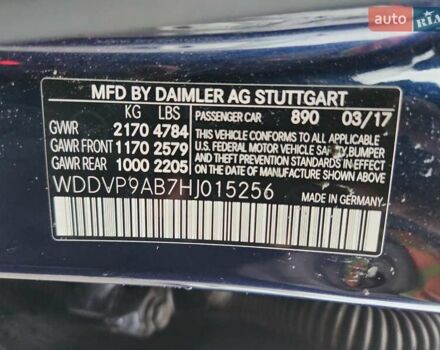 auto
RIA
MFD BY DAIMLER AG STUTTGART
KG LBS
PASSENGER CAR 890 03/17
GVWR 2170 4784
GAWR FRONT 1170 2579
GAWR REAR 1000 2205
THIS VEHICLE CONFORMS TO ALL
APPLICABLE U.S. FEDERAL
MOTOR VEHICLE SAFETY, BUMPER,
AND THEFT PREVENTION STANDARDS
IN EFFECT ON THE DATE OF
MANUFACTURE SHOWN ABOVE.
WDDVP9AB7HJ015256
MADE IN GERMANY